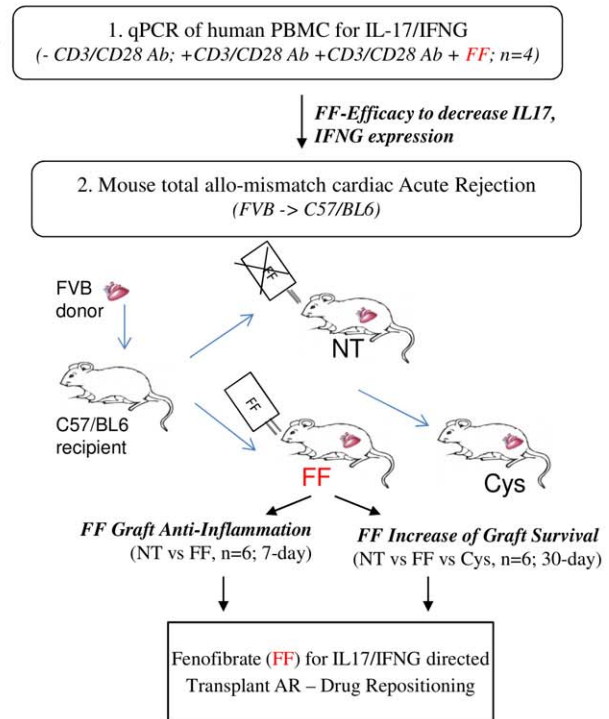 1. qPCR of human PBMC for IL-17/IFNG
(- CD3/CD28 Ab; +CD3/CD28 Ab +CD3/CD28 Ab + FF; n=4)
FF-Efficacy to decrease IL17,
IFNG expression
2. Mouse total allo-mismatch cardiac Acute Rejection
(FVB -> C57/BL6)
FF
FVB
donor
NT
C57/BL6
recipient
FF
FF
Cys
FF Graft Anti-Inflammation
(NT vs FF, n=6; 7-day)
FF Increase of Graft Survival
(NT vs FF vs Cys, n=6; 30-day)
Fenofibrate (FF) for IL17/IFNG directed
Transplant AR – Drug Repositioning